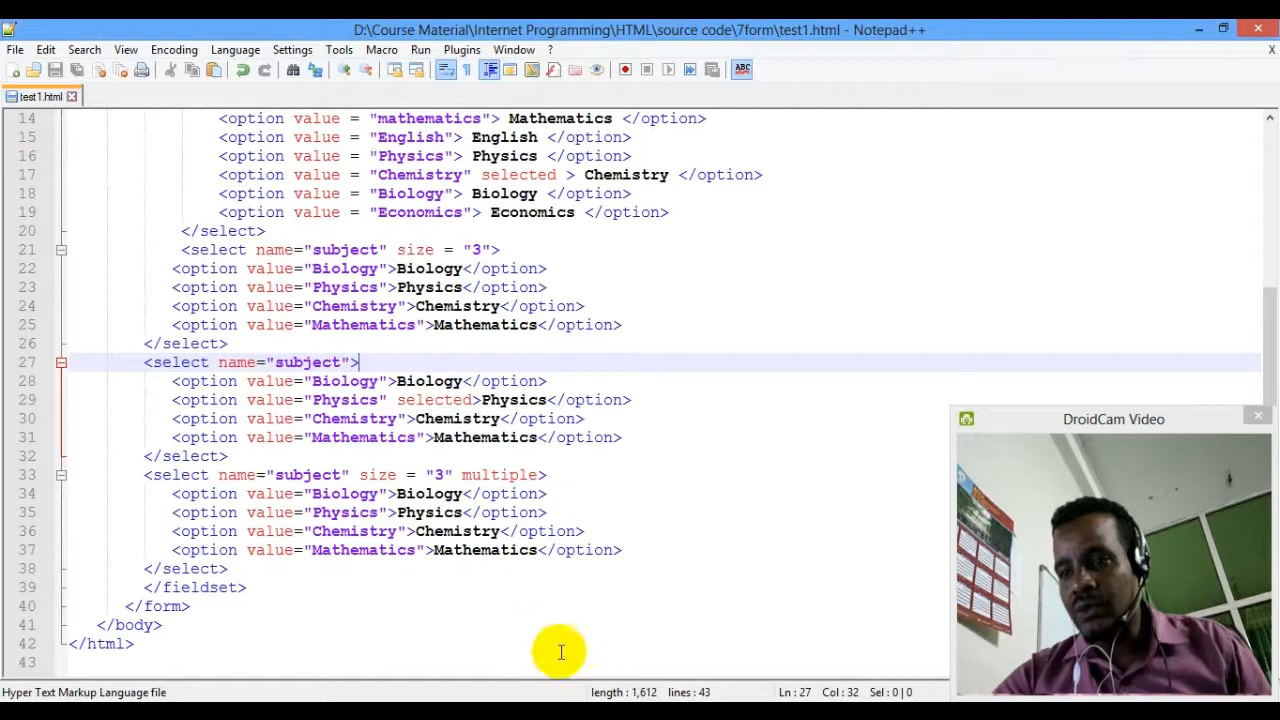 D:\Course Material\Internet Programming\HTML\source code\7form\test1.html - Notepad++
File Edit Search View Encoding Language Settings Tools Macro Run Plugins Window ? X
ABC
test1.html
14 <option value = "mathematics"> Mathematics </option>
15 <option value = "English"> English </option>
16 <option value = "Physics"> Physics </option>
17 <option value = "Chemistry" selected > Chemistry </option>
18 <option value = "Biology"> Biology </option>
19 <option value = "Economics"> Economics </option>
20 </select>
21 <select name="subject" size = "3">
22 <option value="Biology">Biology</option>
23 <option value="Physics">Physics</option>
24 <option value="Chemistry">Chemistry</option>
25 <option value="Mathematics">Mathematics</option>
26 </select>
27 <select name="subject">
28 <option value="Biology">Biology</option>
29 <option value="Physics" selected>Physics</option>
30 <option value="Chemistry">Chemistry</option>
31 <option value="Mathematics">Mathematics</option>
32 </select>
33 <select name="subject" size = "3" multiple>
34 <option value="Biology">Biology</option>
35 <option value="Physics">Physics</option>
36 <option value="Chemistry">Chemistry</option>
37 <option value="Mathematics">Mathematics</option>
38 </select>
39 </fieldset>
40 </form>
41 </body>
42 </html>
43
DroidCam Video
Hyper Text Markup Language file length : 1,612 lines : 43 Ln : 27 Col : 32 Sel : 0 | 0